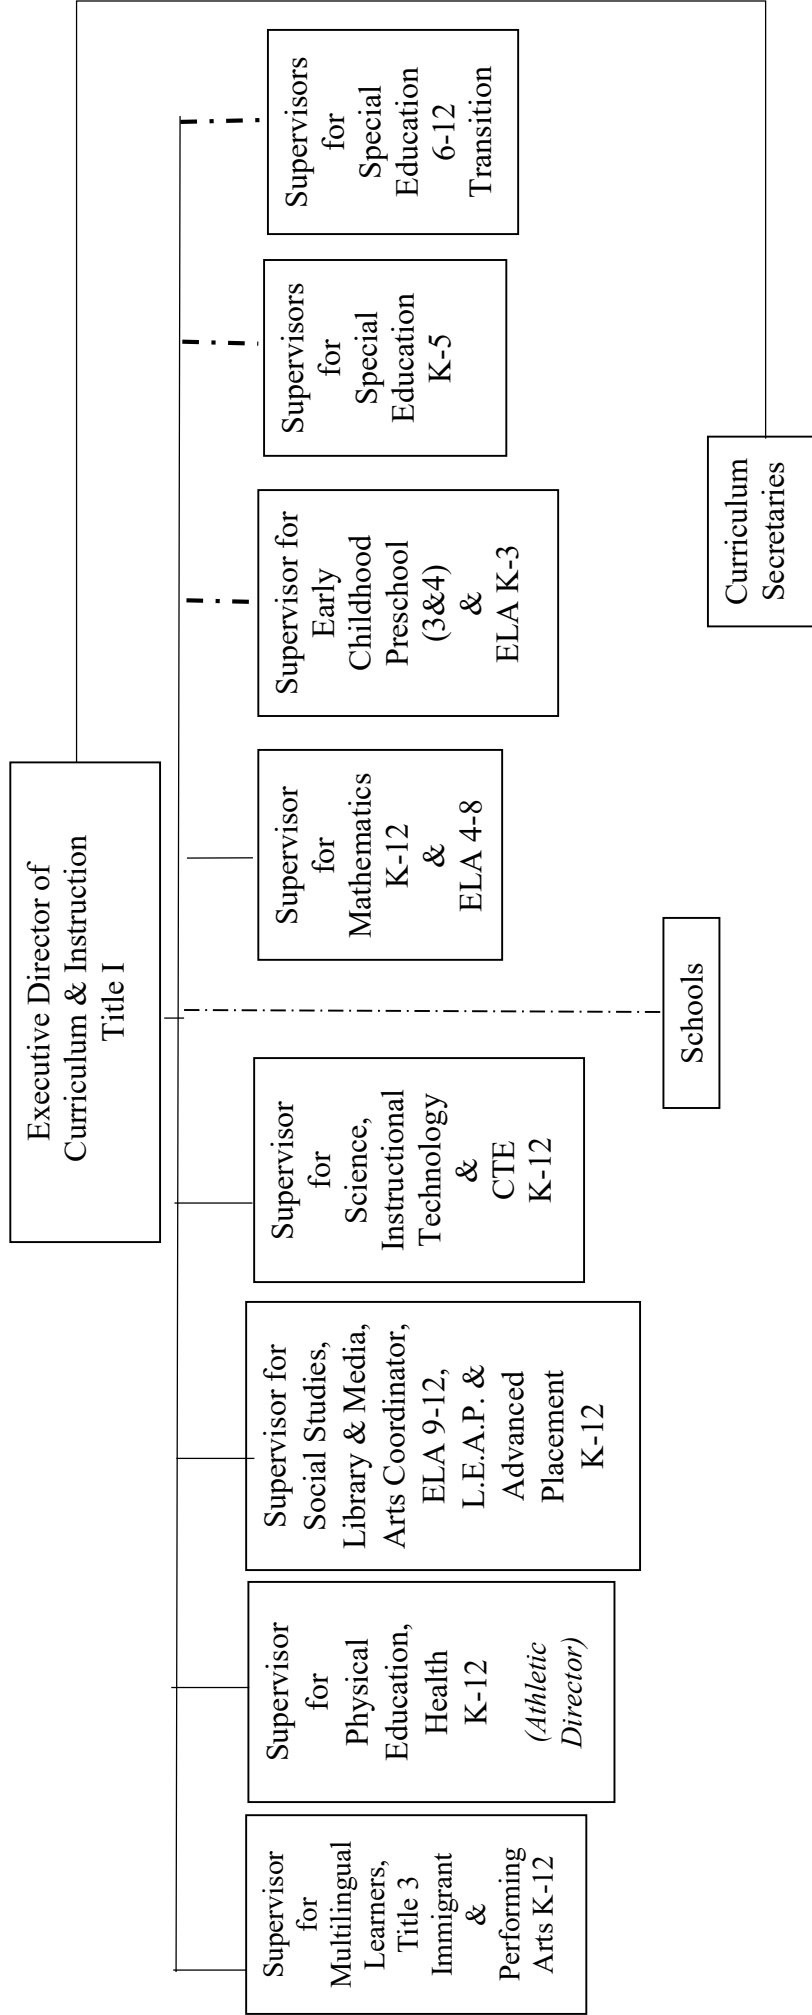 Executive Director of
Curriculum & Instruction
Title I
Supervisor
for
Multilingual
Learners,
Title 3
Immigrant
&
Performing
Arts K-12
Supervisor
for
Physical
Education,
Health
K-12
(Athletic
Director)
Supervisor for
Social Studies,
Library & Media,
Arts Coordinator,
ELA 9-12,
L.E.A.P. &
Advanced
Placement
K-12
Supervisor
for
Science,
Instructional
Technology
&
CTE
K-12
Supervisor
for
Mathematics
K-12
&
ELA 4-8
Supervisor for
Early
Childhood
Preschool
(3&4)
&
ELA K-3
Supervisors
for
Special
Education
K-5
Supervisors
for
Special
Education
6-12
Transition
Schools
Curriculum
Secretaries